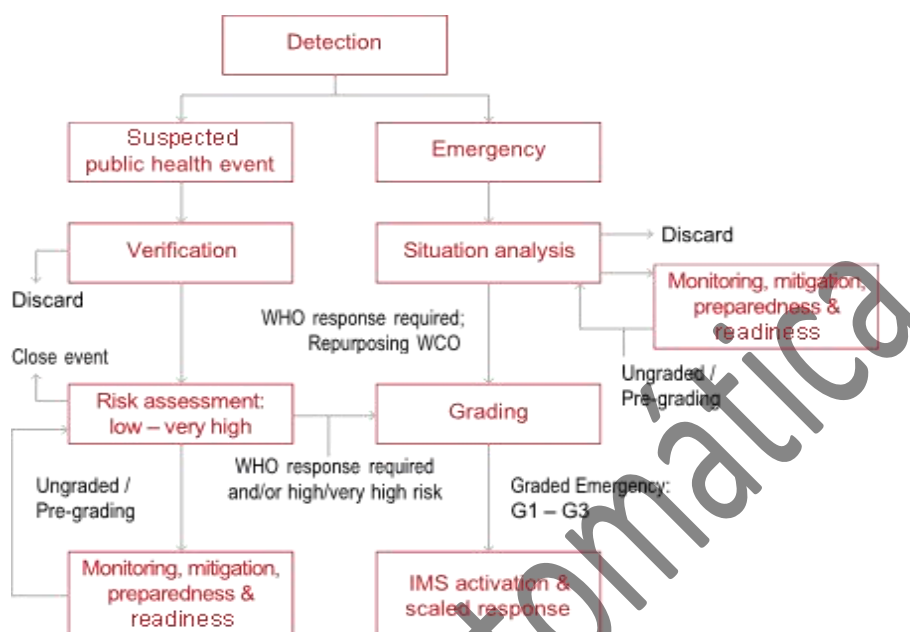 Detection
Suspected
public health event
Emergency
Verification
Situation analysis
Discard
Discard
Monitoring, mitigation,
preparedness &
readiness
WHO response required;
Repurposing WCO
Close event
Ungraded /
Pre-grading
Risk assessment:
low – very high
Grading
WHO response required
and/or high/very high risk
Ungraded /
Pre-grading
Graded Emergency:
G1 – G3
Monitoring, mitigation,
preparedness &
readiness
IMS activation &
scaled response
tomática